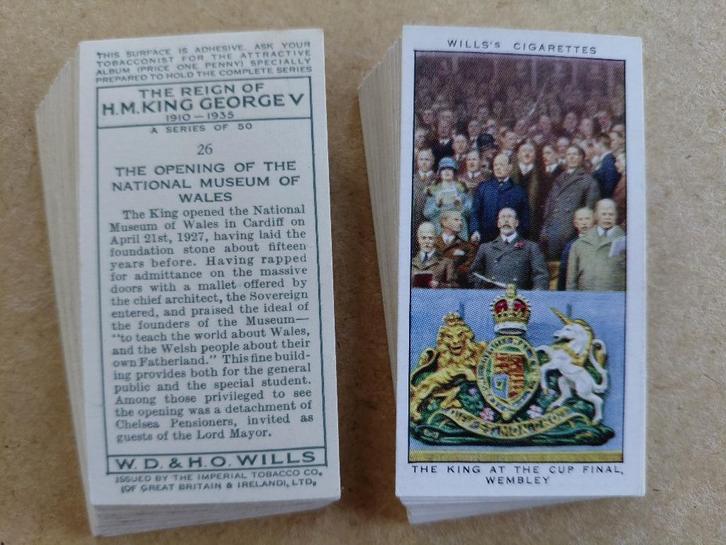 THIS SURFACE IS ADHESIVE. ASK YOUR
TOBACCONIST FOR THE ATTRACTIVE
ALBUM (PRICE ONE PENNY) SPECIALLY
PREPARED TO HOLD THE COMPLETE SERIES
THE REIGN OF
H.M. KING GEORGE V
1910–1935
A SERIES OF 50
26
THE OPENING OF THE
NATIONAL MUSEUM OF
WALES
The King opened the National
Museum of Wales in Cardiff on
April 21st, 1927, having laid the
foundation stone about fifteen
years before. Having rapped
for admittance on the massive
doors with a mallet offered by
the chief architect, the Sovereign
entered, and praised the ideal of
the founders of the Museum—
"to teach the world about Wales,
and the Welsh people about their
own Fatherland." This fine build-
ing provides both for the general
public and the special student.
Among those privileged to see
the opening was a detachment of
Chelsea Pensioners, invited as
guests of the Lord Mayor.
W. D. & H. O. WILLS
ISSUED BY THE IMPERIAL TOBACCO CO.
(OF GREAT BRITAIN & IRELAND), LTD.
WILLS'S CIGARETTES
THE KING AT THE CUP FINAL,
WEMBLEY